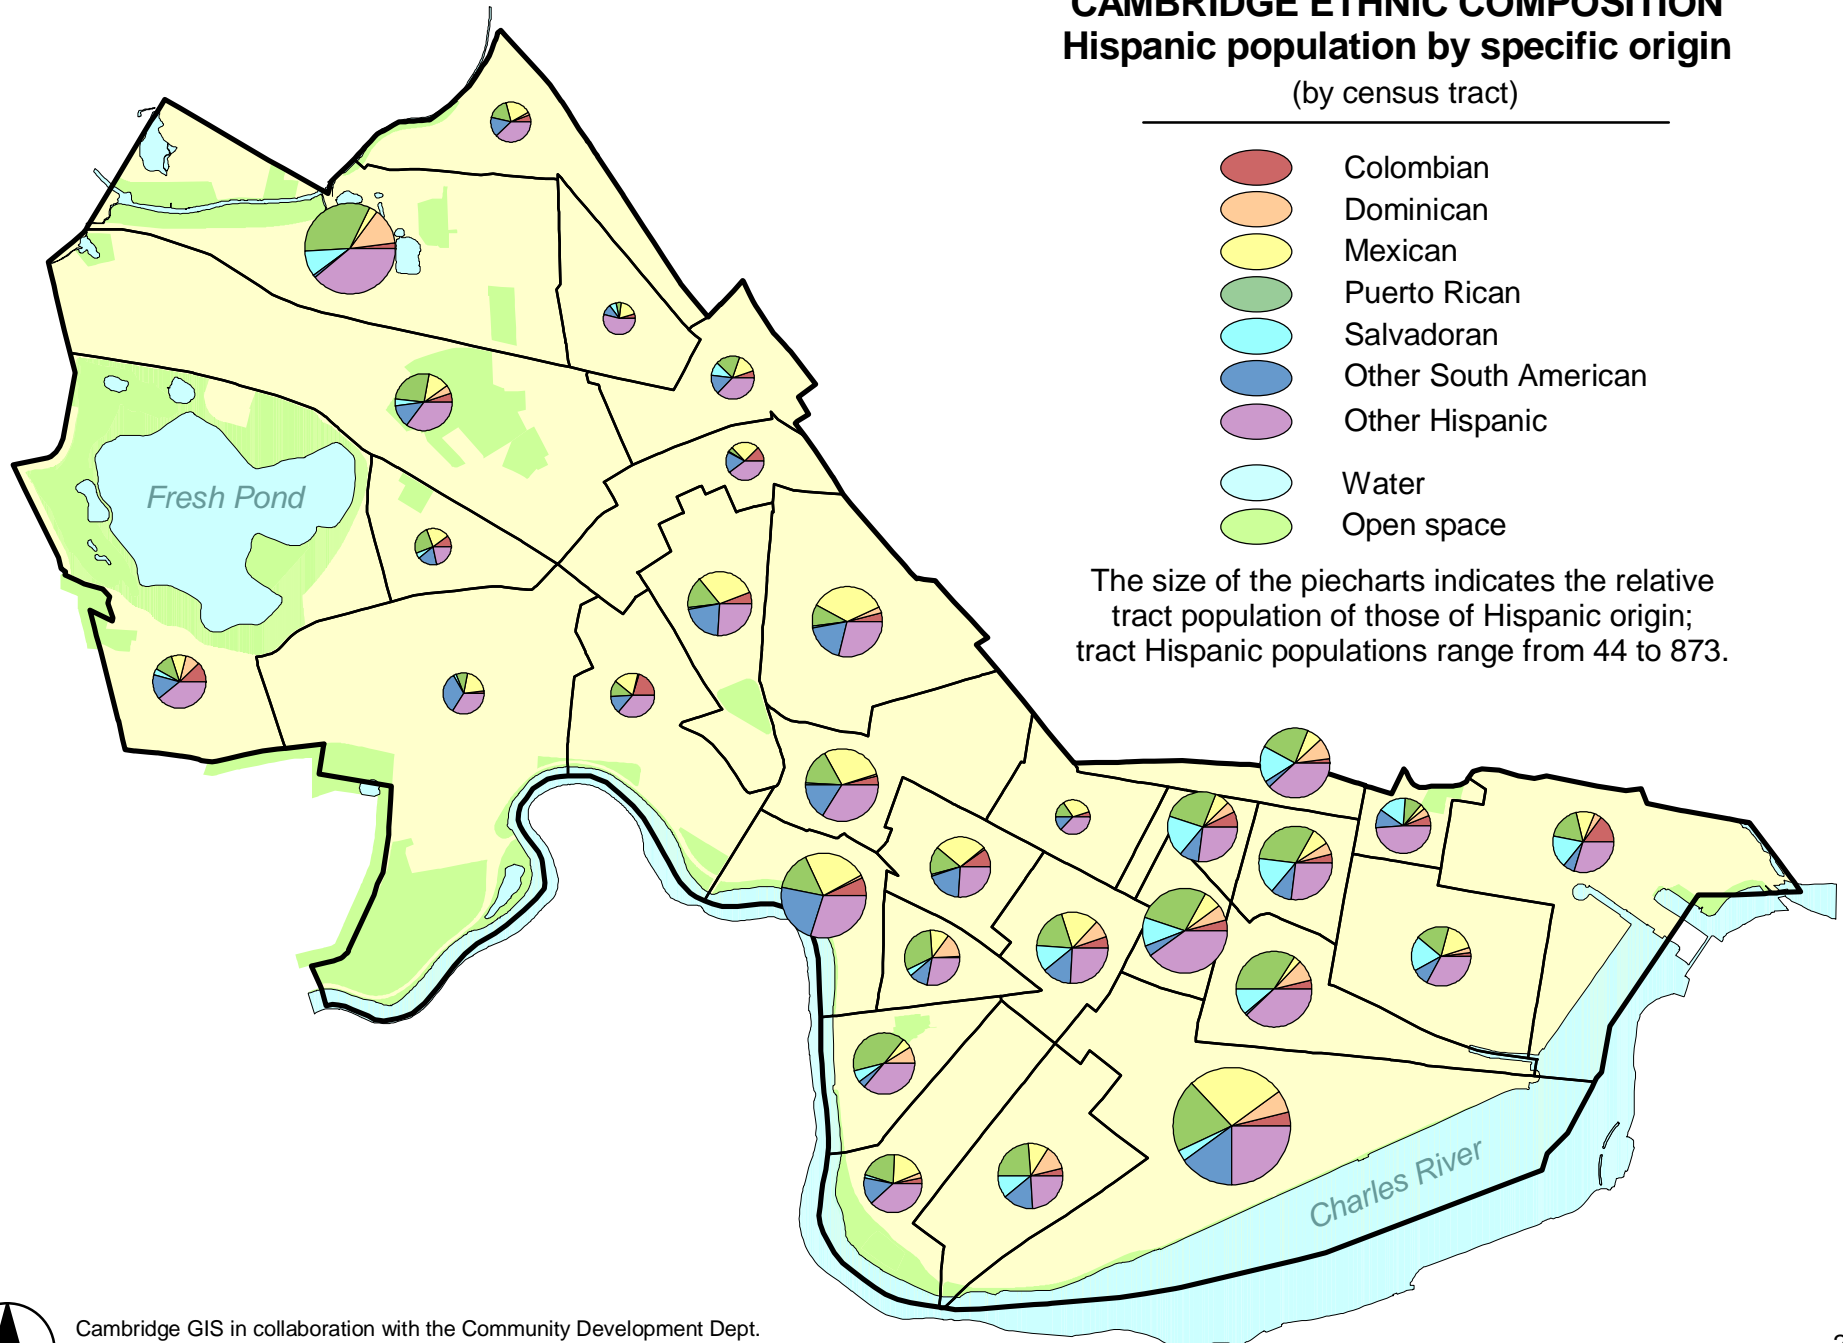 CAMBRIDGE ETHNIC COMPOSITION
Hispanic population by specific origin
(by census tract)
Colombian
Dominican
Mexican
Puerto Rican
Salvadoran
Other South American
Other Hispanic
Water
Open space
The size of the piecharts indicates the relative
tract population of those of Hispanic origin;
tract Hispanic populations range from 44 to 873.
Fresh Pond
Charles River
Cambridge GIS in collaboration with the Community Development Dept.